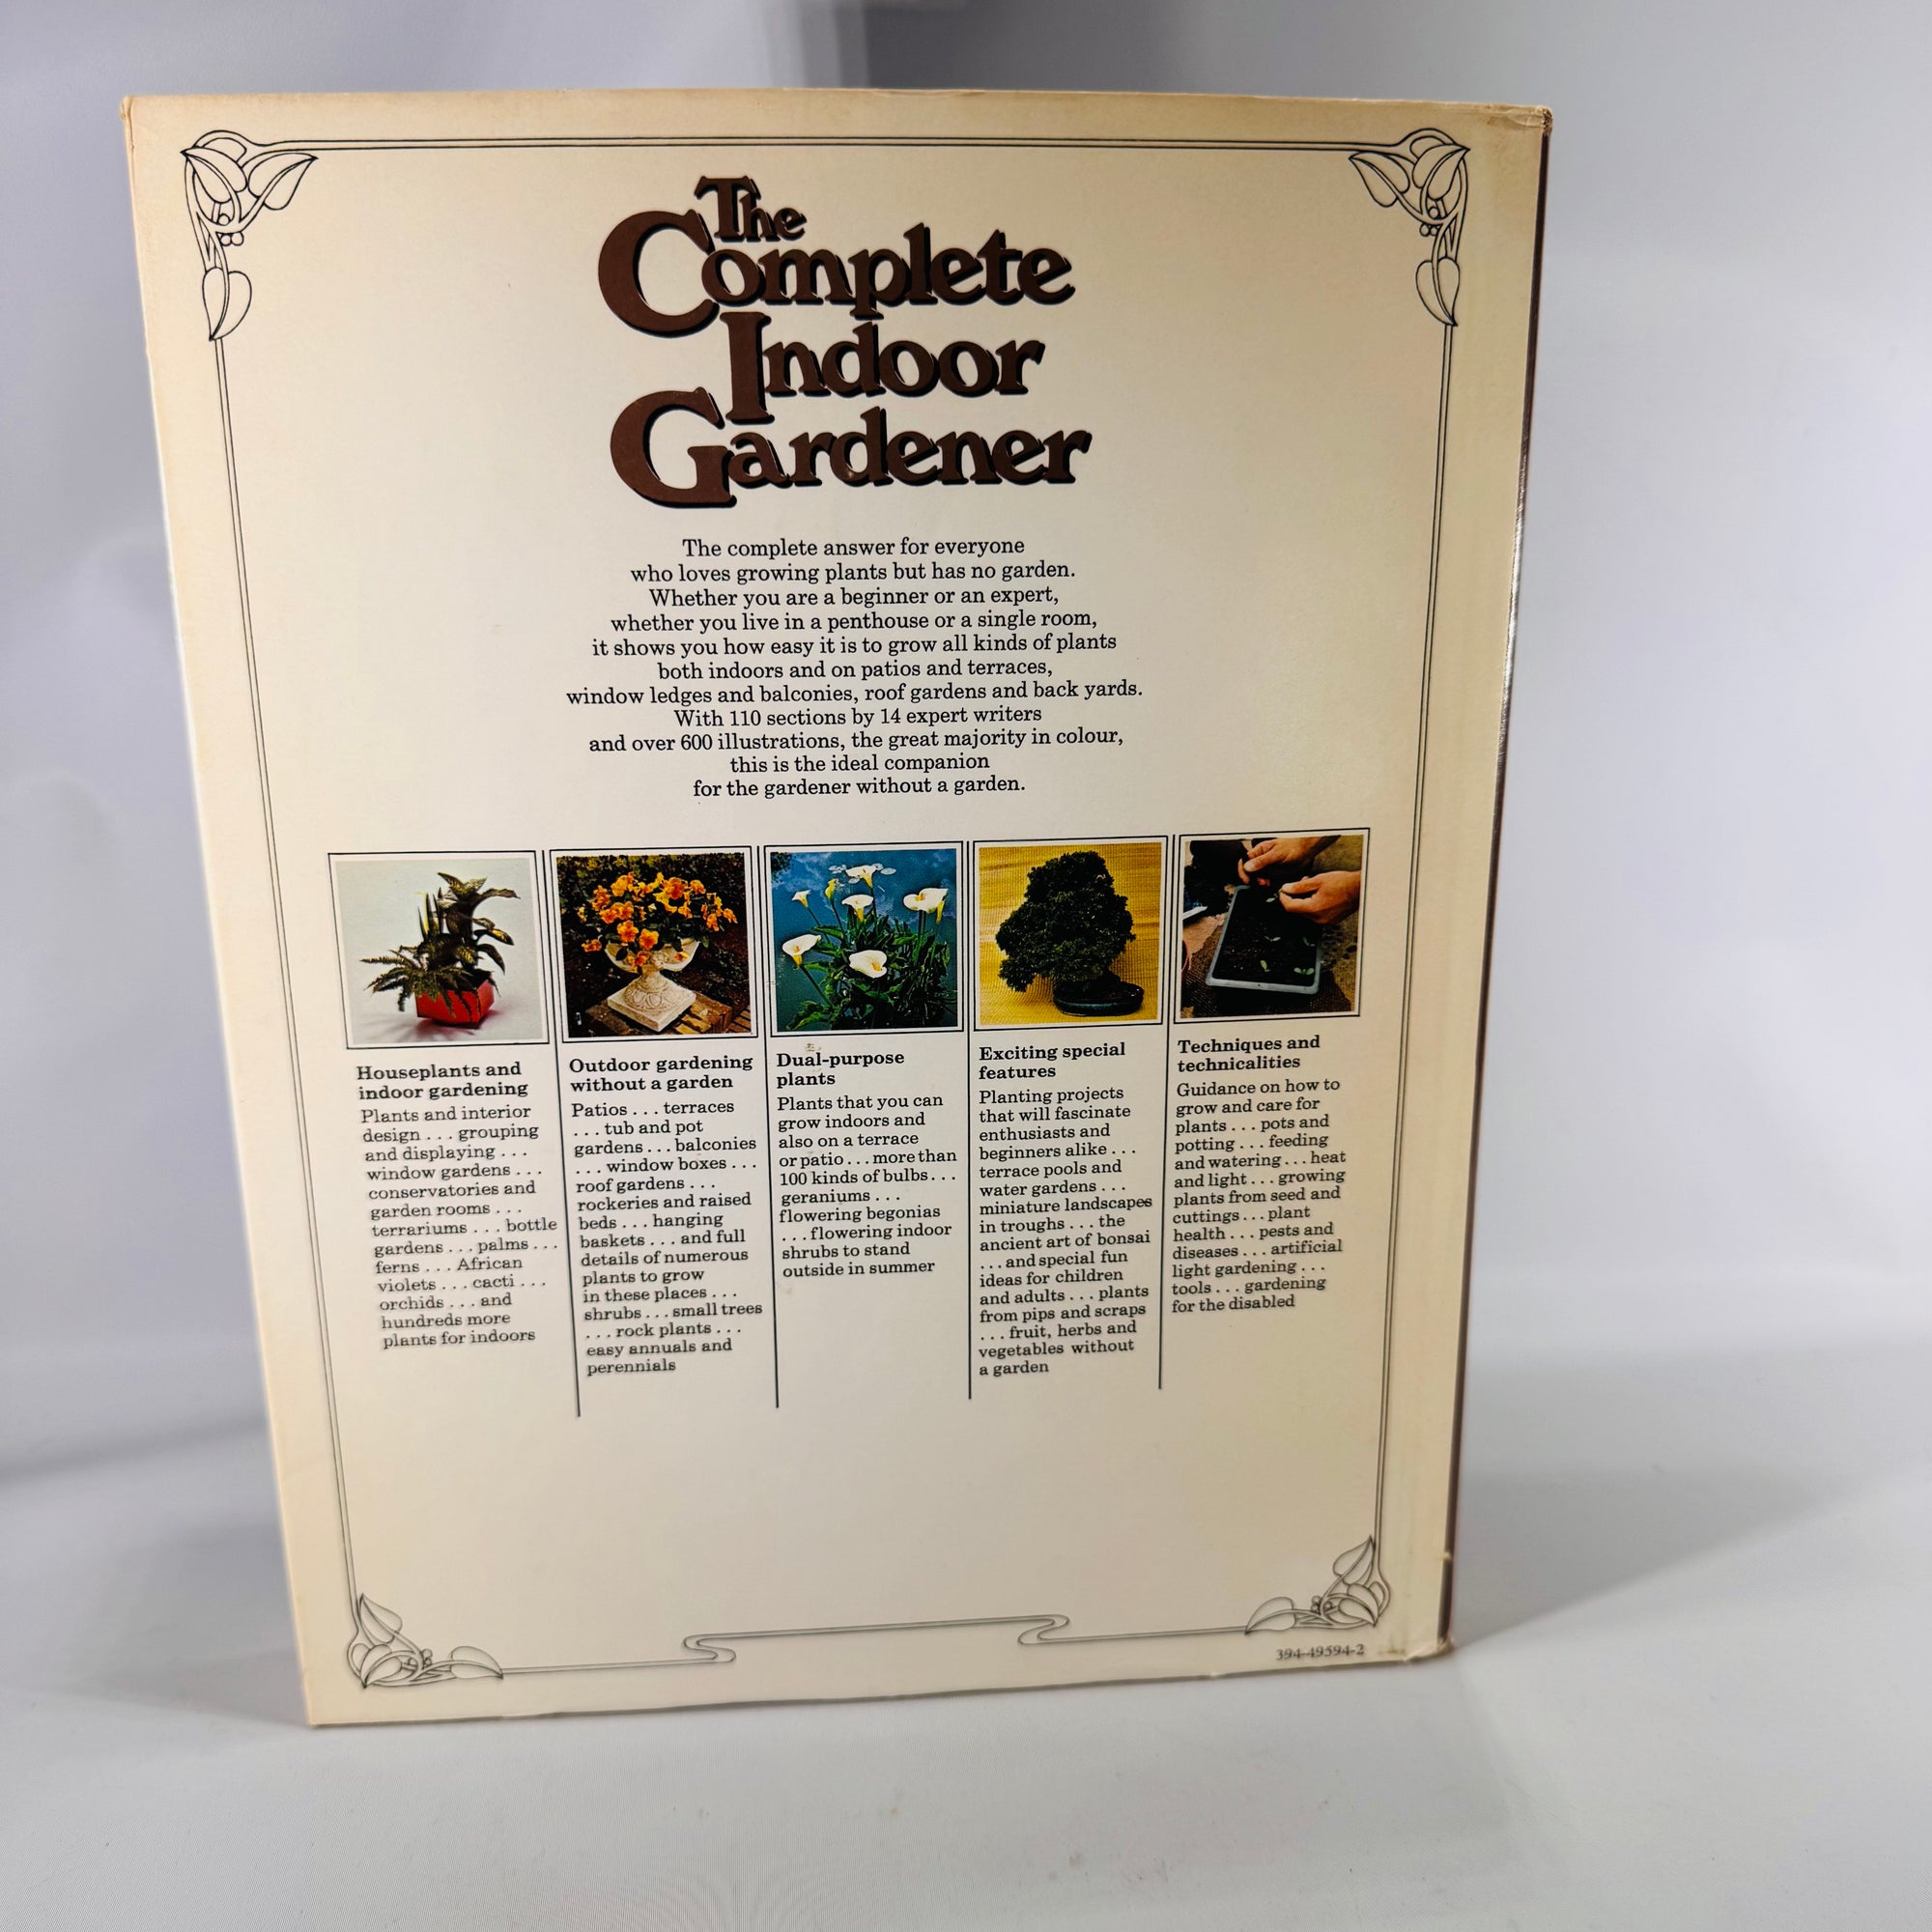 The
Complete
Indoor
Gardener
The complete answer for everyone
who loves growing plants but has no garden.
Whether you are a beginner or an expert,
whether you live in a penthouse or a single room,
it shows you how easy it is to grow all kinds of plants
both indoors and on patios and terraces,
window ledges and balconies, roof gardens and back yards.
With 110 sections by 14 expert writers
and over 600 illustrations, the great majority in colour,
this is the ideal companion
for the gardener without a garden.
Houseplants and
indoor gardening
Plants and interior
design . . . grouping
and displaying . . .
window gardens . . .
conservatories and
garden rooms . . .
terrariums . . . bottle
gardens . . . palms . . .
ferns . . . African
violets . . . cacti . . .
orchids . . . and
hundreds more
plants for indoors
Outdoor gardening
without a garden
Patios . . . terraces
. . . tub and pot
gardens . . . balconies
. . . window boxes . . .
roof gardens . . .
rockeries and raised
beds . . . hanging
baskets . . . and full
details of numerous
plants to grow
in these places . . .
shrubs . . . small trees
. . . rock plants . . .
easy annuals and
perennials
Dual-purpose
plants
Plants that you can
grow indoors and
also on a terrace
or patio . . . more than
100 kinds of bulbs . . .
geraniums . . .
flowering begonias
. . . flowering indoor
shrubs to stand
outside in summer
Exciting special
features
Planting projects
that will fascinate
enthusiasts and
beginners alike . . .
terrace pools and
water gardens . . .
miniature landscapes
in troughs . . . the
ancient art of bonsai
. . . and special fun
ideas for children
and adults . . . plants
from pips and scraps
. . . fruit, herbs and
vegetables without
a garden
Techniques and
technicalities
Guidance on how to
grow and care for
plants . . . pots and
potting . . . feeding
and watering . . . heat
and light . . . growing
plants from seed and
cuttings . . . plant
health . . . pests and
diseases . . . artificial
light gardening . . .
tools . . . gardening
for the disabled
394-49594-2